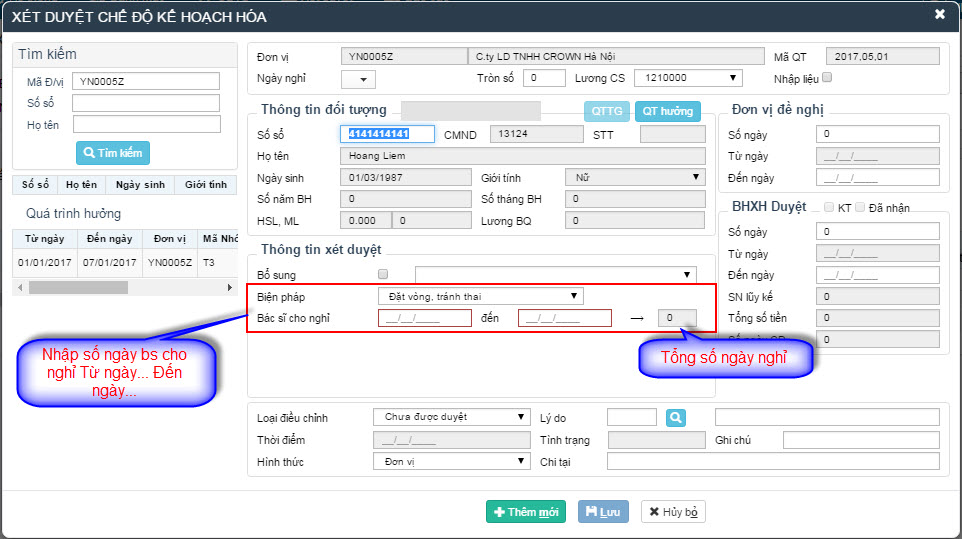 XÉT DUYỆT CHẾ ĐỘ KẾ HOẠCH HÓA
Tìm kiếm
Mã Đ/vị YN0005Z
Số sổ
Họ tên
Tìm kiếm
Số sổ Họ tên Ngày sinh Giới tính
Quá trình hưởng
Từ ngày Đến ngày Đơn vị Mã Nhó
01/01/2017 07/01/2017 YN0005Z T3
Đơn vị YN0005Z C.ty LD TNHH CROWN Hà Nội Mã QT 2017,05,01
Ngày nghỉ Tròn số 0 Lương CS 1210000 Nhập liệu
Thông tin đối tượng QTTG QT hưởng
Số sổ 4141414141 CMND 13124 STT
Họ tên Hoang Liem
Ngày sinh 01/03/1987 Giới tính Nữ
Số năm BH 0 Số tháng BH 0
HSL, ML 0.000 0 Lương BQ 0
Đơn vị đề nghị
Số ngày 0
Từ ngày __/__/____
Đến ngày __/__/____
BHXH Duyệt KT Đã nhận
Số ngày 0
Từ ngày __/__/____
Đến ngày __/__/____
SN lũy kế 0
Tổng số tiền 0
0
Thông tin xét duyệt
Bổ sung
Biện pháp Đặt vòng, tránh thai
Bác sĩ cho nghỉ __/__/____ đến __/__/____ → 0
Nhập số ngày bs cho
nghỉ Từ ngày... Đến
ngày...
Tổng số ngày nghỉ
Loại điều chỉnh Chưa được duyệt Lý do
Thời điểm __/__/____ Tình trạng Ghi chú
Hình thức Đơn vị Chi tại
Thêm mới Lưu Hủy bỏ